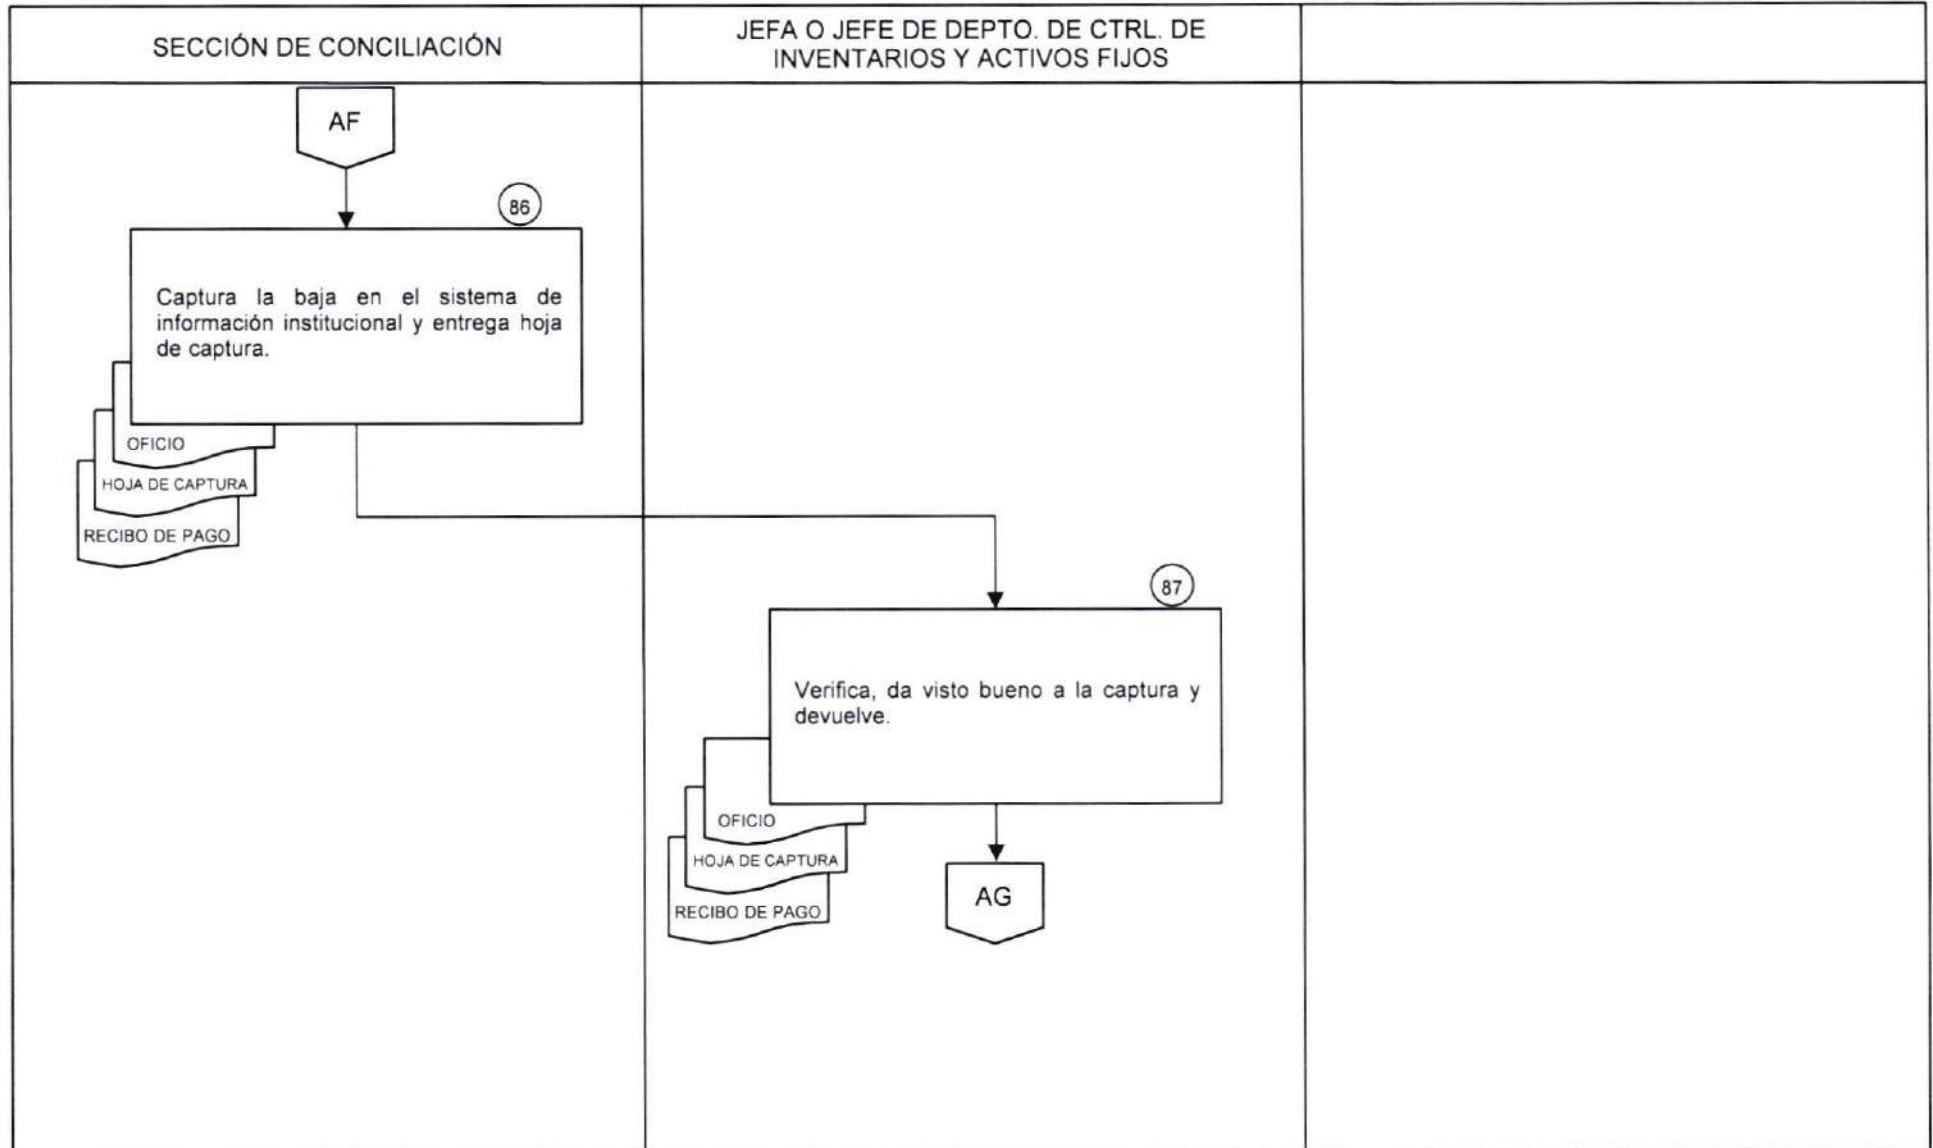 SECCIÓN DE CONCILIACIÓN
JEFA O JEFE DE DEPTO. DE CTRL. DE
INVENTARIOS Y ACTIVOS FIJOS
AF
86
Captura la baja en el sistema de
información institucional y entrega hoja
de captura.
OFICIO
HOJA DE CAPTURA
RECIBO DE PAGO
87
Verifica, da visto bueno a la captura y
devuelve.
OFICIO
HOJA DE CAPTURA
RECIBO DE PAGO
AG